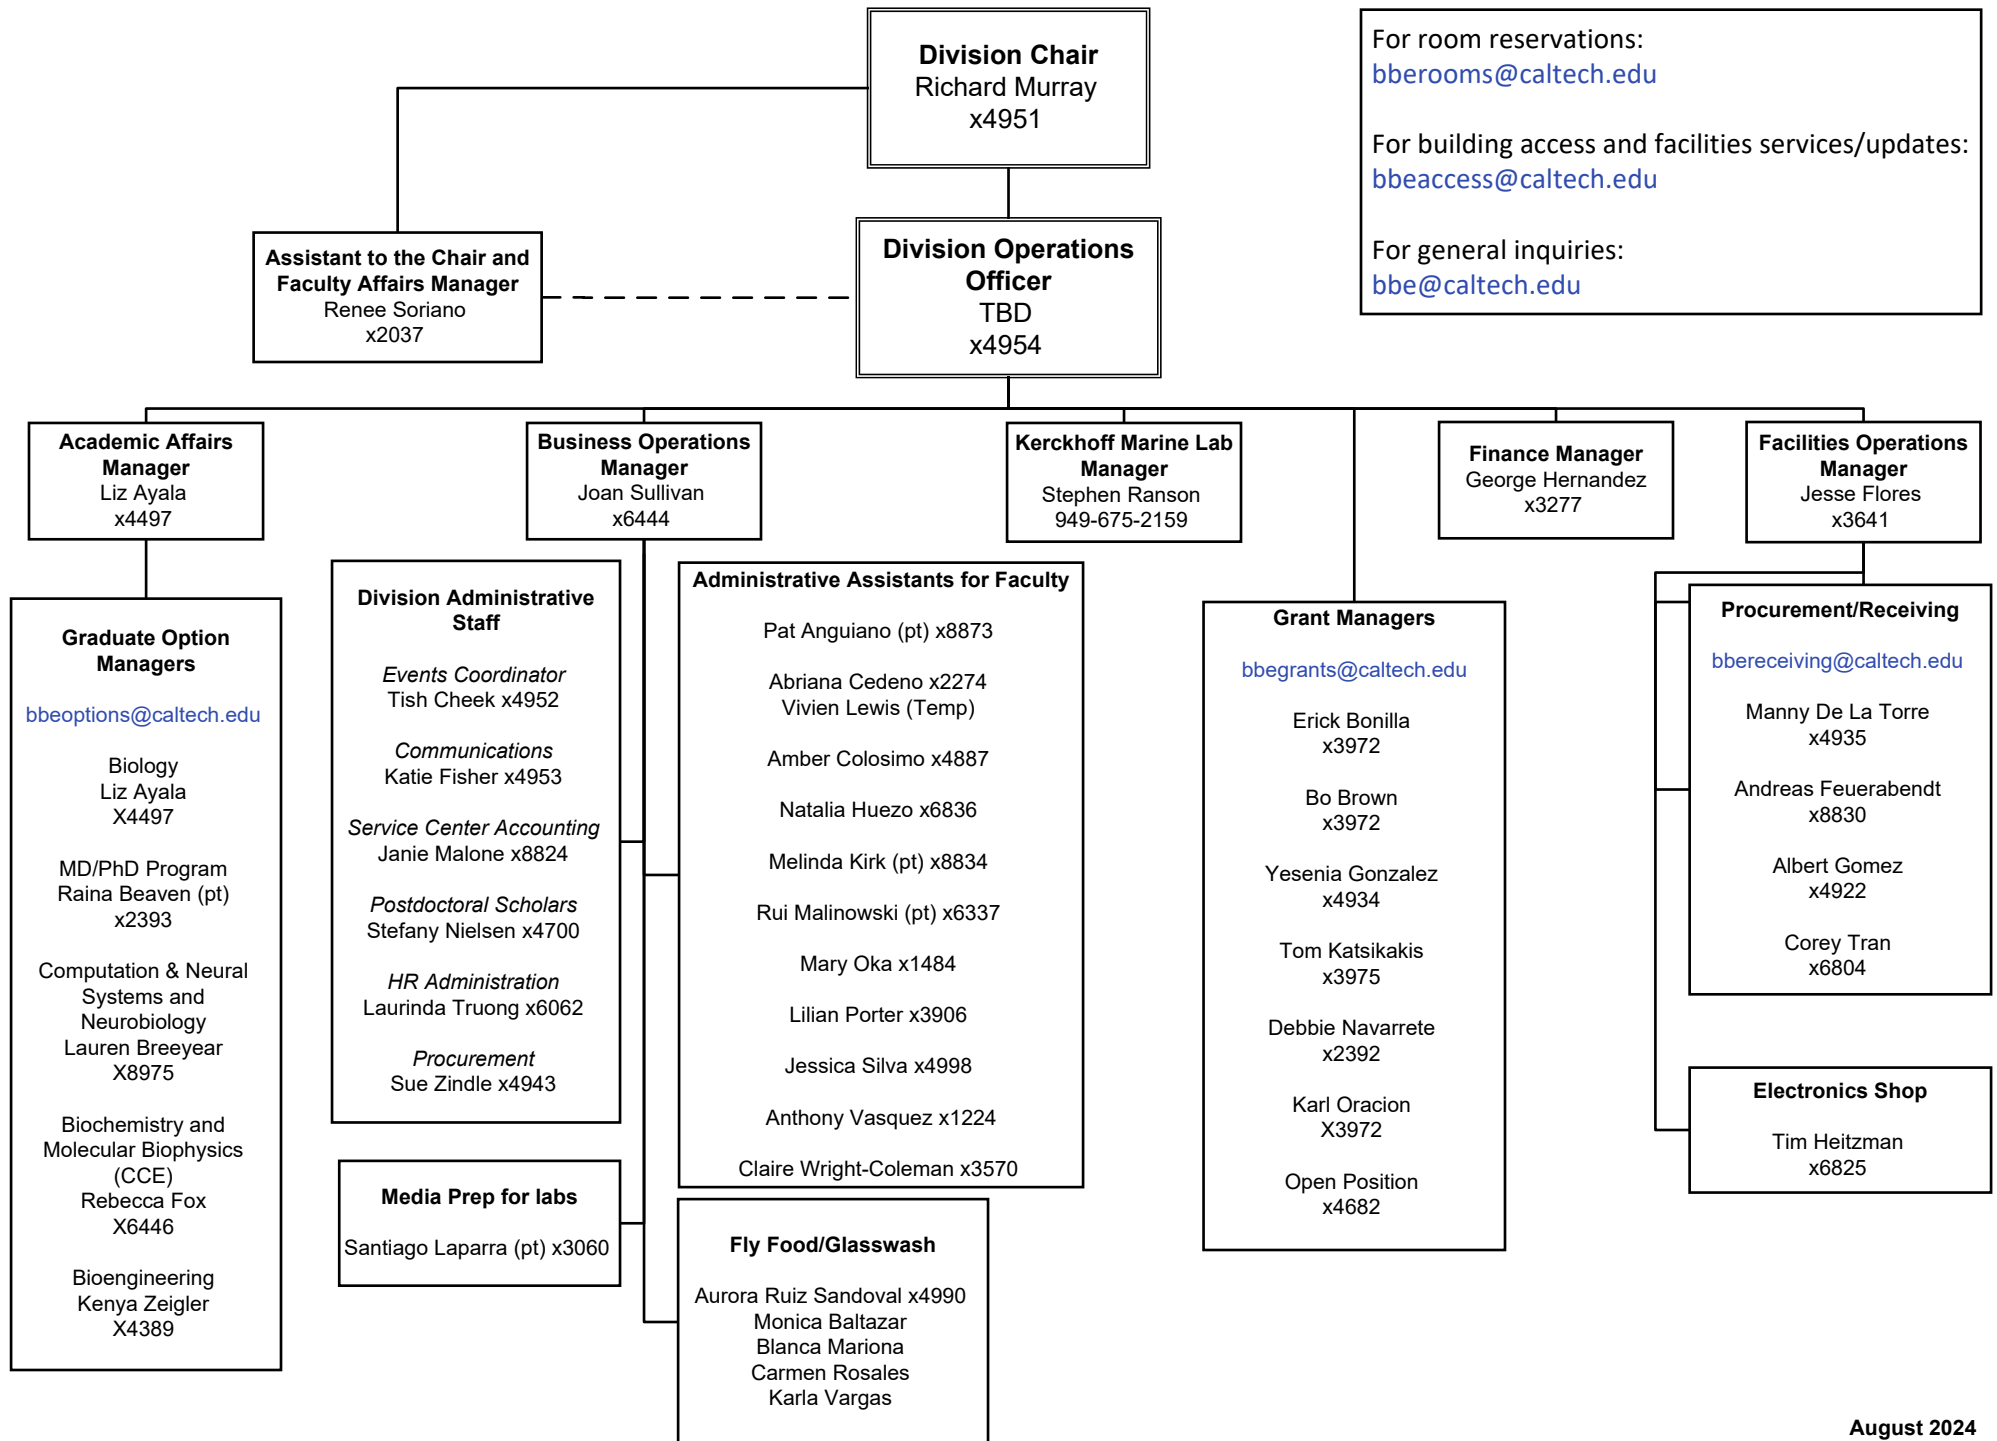 Division Chair
Richard Murray
x4951
For room reservations:
bberooms@caltech.edu
For building access and facilities services/updates:
bbeaccess@caltech.edu
For general inquiries:
bbe@caltech.edu
Assistant to the Chair and
Faculty Affairs Manager
Renee Soriano
x2037
Division Operations
Officer
TBD
x4954
Academic Affairs
Manager
Liz Ayala
x4497
Business Operations
Manager
Joan Sullivan
x6444
Kerckhoff Marine Lab
Manager
Stephen Ranson
949-675-2159
Finance Manager
George Hernandez
x3277
Facilities Operations
Manager
Jesse Flores
x3641
Graduate Option
Managers
bbeoptions@caltech.edu
Biology
Liz Ayala
X4497
MD/PhD Program
Raina Beaven (pt)
x2393
Computation & Neural
Systems and
Neurobiology
Lauren Breeyear
X8975
Biochemistry and
Molecular Biophysics
(CCE)
Rebecca Fox
X6446
Bioengineering
Kenya Zeigler
X4389
Division Administrative
Staff
Events Coordinator
Tish Cheek x4952
Communications
Katie Fisher x4953
Service Center Accounting
Janie Malone x8824
Postdoctoral Scholars
Stefany Nielsen x4700
HR Administration
Laurinda Truong x6062
Procurement
Sue Zindle x4943
Media Prep for labs
Santiago Laparra (pt) x3060
Administrative Assistants for Faculty
Pat Anguiano (pt) x8873
Abriana Cedeno x2274
Vivien Lewis (Temp)
Amber Colosimo x4887
Natalia Huezo x6836
Melinda Kirk (pt) x8834
Rui Malinowski (pt) x6337
Mary Oka x1484
Lilian Porter x3906
Jessica Silva x4998
Anthony Vasquez x1224
Claire Wright-Coleman x3570
Fly Food/Glasswash
Aurora Ruiz Sandoval x4990
Monica Baltazar
Blanca Mariona
Carmen Rosales
Karla Vargas
Grant Managers
bbegrants@caltech.edu
Erick Bonilla
x3972
Bo Brown
x3972
Yesenia Gonzalez
x4934
Tom Katsikakis
x3975
Debbie Navarrete
x2392
Karl Oracion
X3972
Open Position
x4682
Procurement/Receiving
bbereceiving@caltech.edu
Manny De La Torre
x4935
Andreas Feuerabendt
x8830
Albert Gomez
x4922
Corey Tran
x6804
Electronics Shop
Tim Heitzman
x6825
August 2024